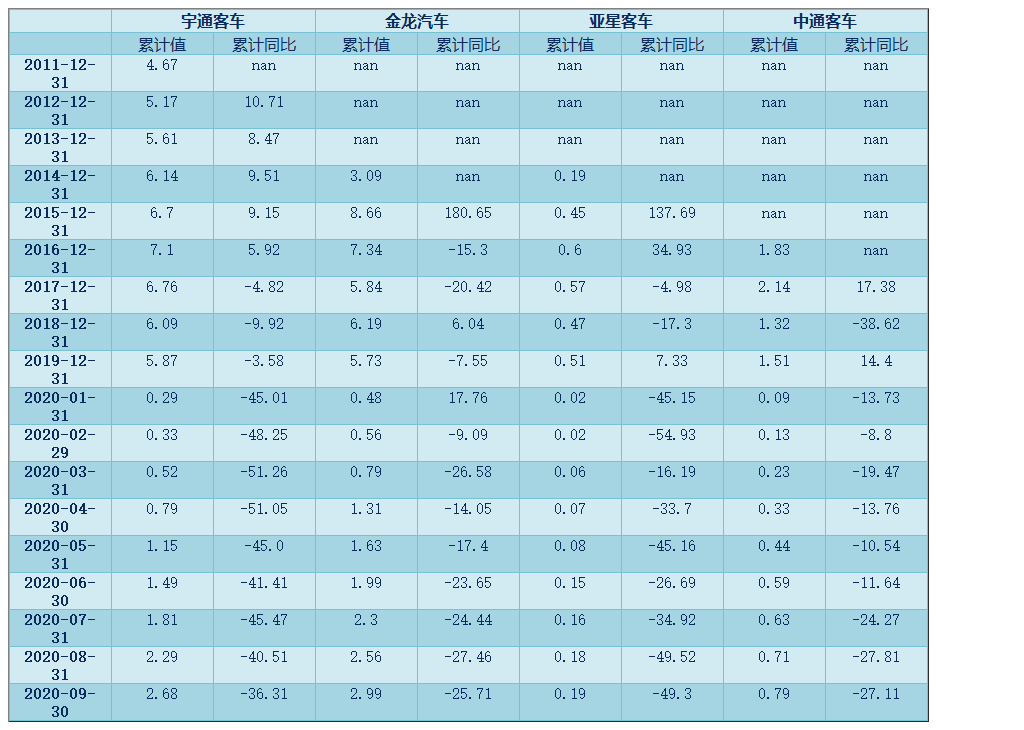 宇通客车 金龙汽车 亚星客车 中通客车
累计值 累计同比 累计值 累计同比 累计值 累计同比 累计值 累计同比
2011-12- 4.67 nan nan nan nan nan nan nan
31
2012-12- 5.17 10.71 nan nan nan nan nan nan
31
2013-12- 5.61 8.47 nan nan nan nan nan nan
31
2014-12- 6.14 9.51 3.09 nan 0.19 nan nan nan
31
2015-12- 6.7 9.15 8.66 180.65 0.45 137.69 nan nan
31
2016-12- 7.1 5.92 7.34 -15.3 0.6 34.93 1.83 nan
31
2017-12- 6.76 -4.82 5.84 -20.42 0.57 -4.98 2.14 17.38
31
2018-12- 6.09 -9.92 6.19 6.04 0.47 -17.3 1.32 -38.62
31
2019-12- 5.87 -3.58 5.73 -7.55 0.51 7.33 1.51 14.4
31
2020-01- 0.29 -45.01 0.48 17.76 0.02 -45.15 0.09 -13.73
31
2020-02- 0.33 -48.25 0.56 -9.09 0.02 -54.93 0.13 -8.8
29
2020-03- 0.52 -51.26 0.79 -26.58 0.06 -16.19 0.23 -19.47
31
2020-04- 0.79 -51.05 1.31 -14.05 0.07 -33.7 0.33 -13.76
30
2020-05- 1.15 -45.0 1.63 -17.4 0.08 -45.16 0.44 -10.54
31
2020-06- 1.49 -41.41 1.99 -23.65 0.15 -26.69 0.59 -11.64
30
2020-07- 1.81 -45.47 2.3 -24.44 0.16 -34.92 0.63 -24.27
31
2020-08- 2.29 -40.51 2.56 -27.46 0.18 -49.52 0.71 -27.81
31
2020-09- 2.68 -36.31 2.99 -25.71 0.19 -49.3 0.79 -27.11
30